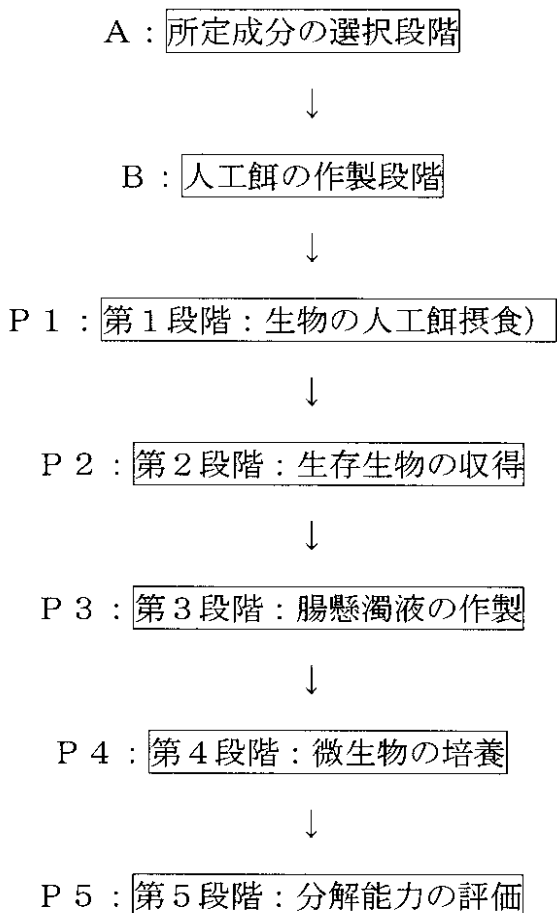 A：所定成分の選択段階
↓
B：人工餌の作製段階
↓
P1：第1段階：生物の人工餌摂食）
↓
P2：第2段階：生存生物の収得
↓
P3：第3段階：腸懸濁液の作製
↓
P4：第4段階：微生物の培養
↓
P5：第5段階：分解能力の評価